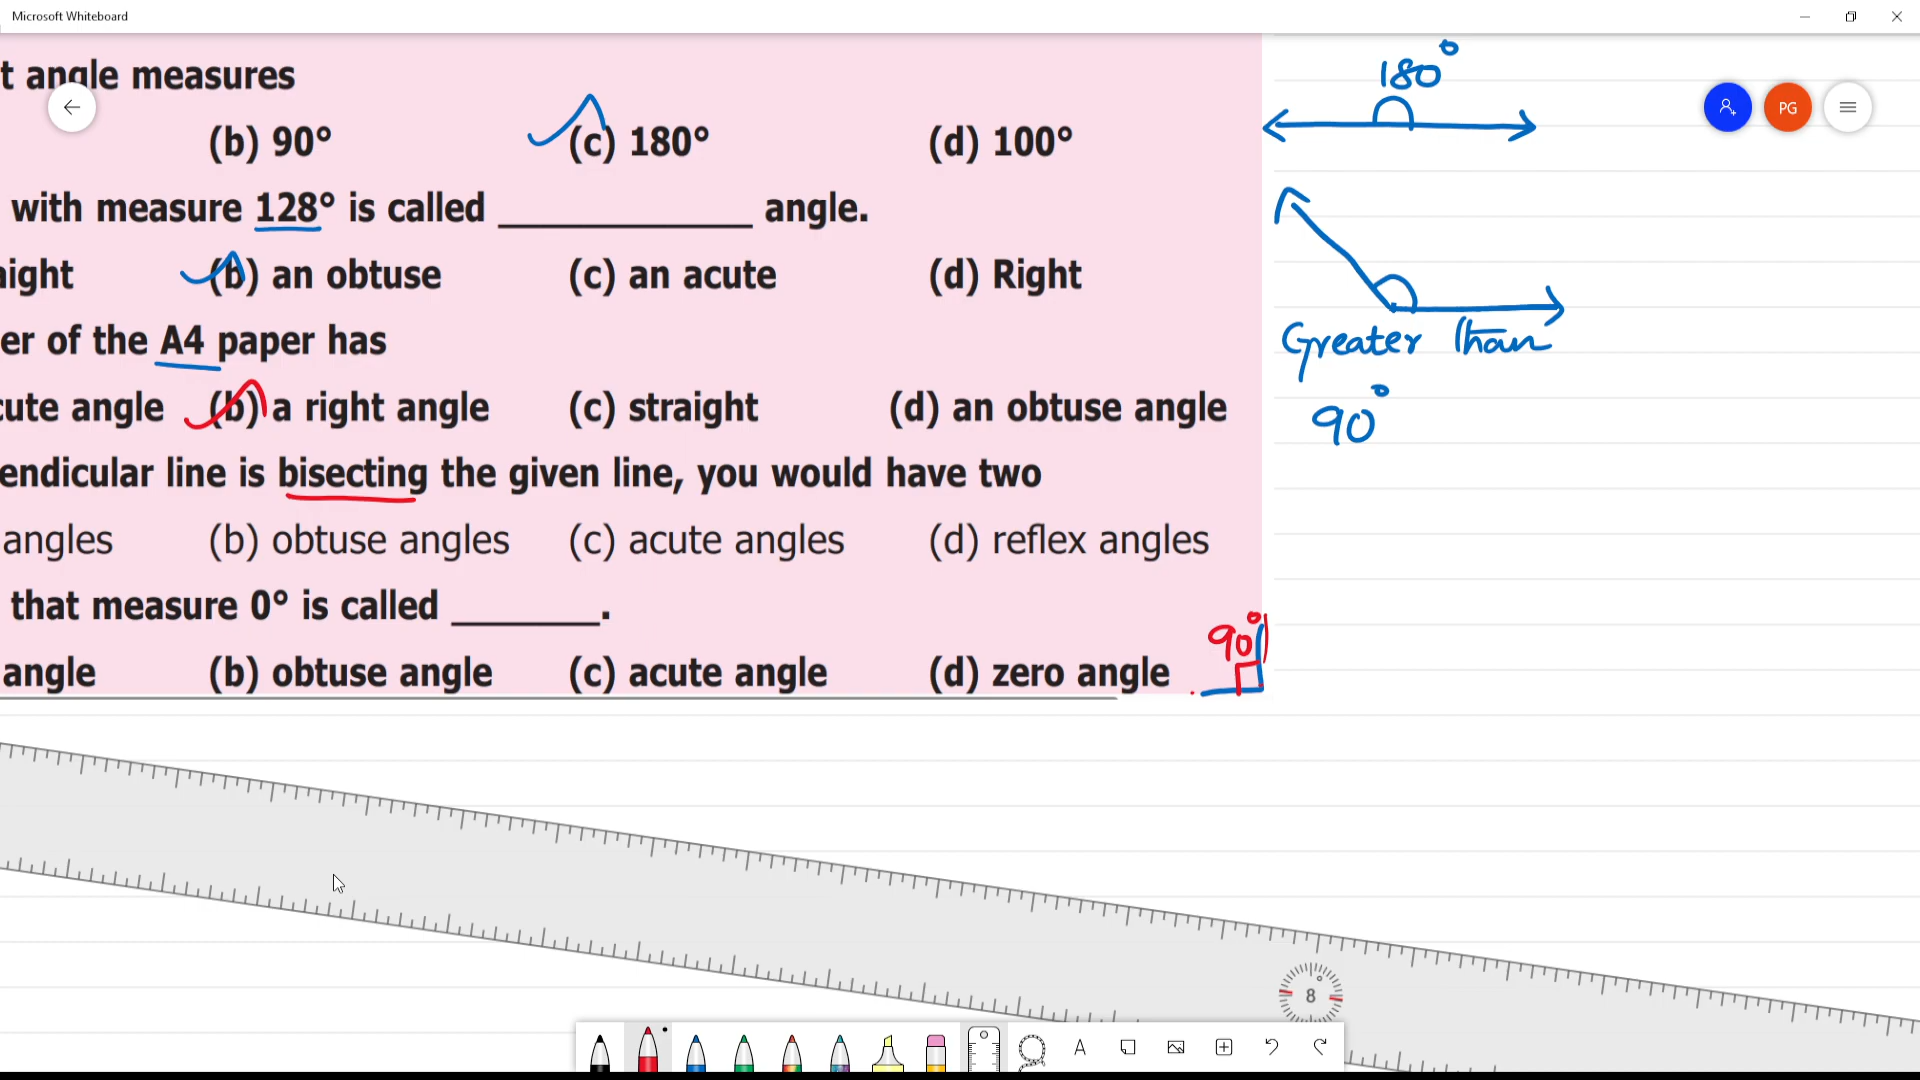 Microsoft Whiteboard
t angle measures
(b) 90° (c) 180° (d) 100°
with measure 128° is called ____________ angle.
aight (b) an obtuse (c) an acute (d) Right
er of the A4 paper has
cute angle (b) a right angle (c) straight (d) an obtuse angle
endicular line is bisecting the given line, you would have two
angles (b) obtuse angles (c) acute angles (d) reflex angles
that measure 0° is called _______.
angle (b) obtuse angle (c) acute angle (d) zero angle
90°
180°
PG
Greater than
90°
8°
A